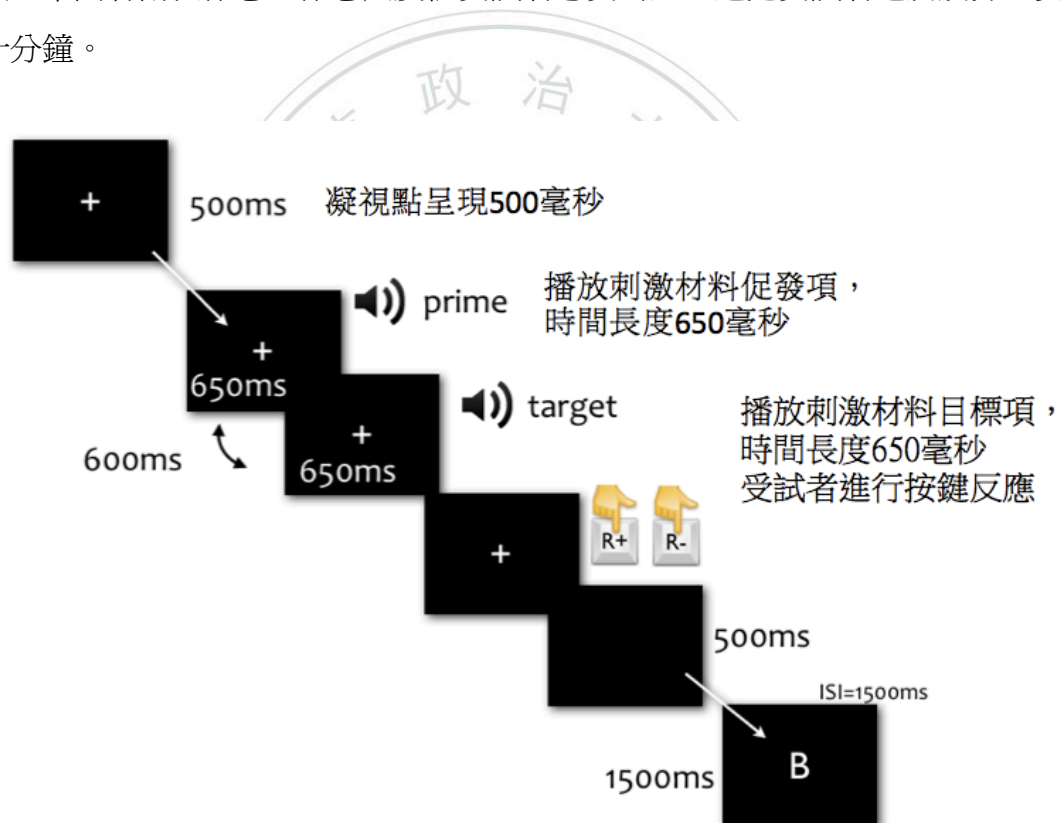 十分鐘。
政 治
+
500ms 凝視點呈現500毫秒
prime 播放刺激材料促發項，
時間長度650毫秒
+
650ms
target 播放刺激材料目標項，
時間長度650毫秒
受試者進行按鍵反應
600ms
+
650ms
+
R+ R-
500ms
ISI=1500ms
1500ms
B